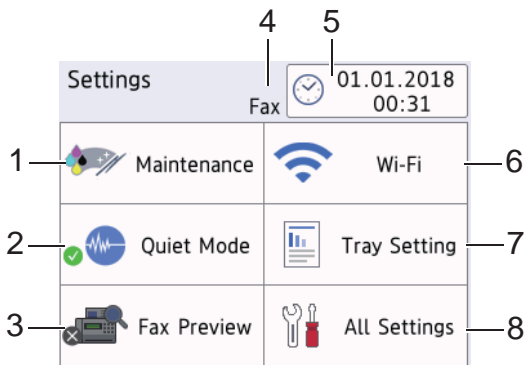 4 5
Settings
Fax
01.01.2018
00:31
1 Maintenance
Wi-Fi 6
2 Quiet Mode
Tray Setting 7
3 Fax Preview
All Settings 8